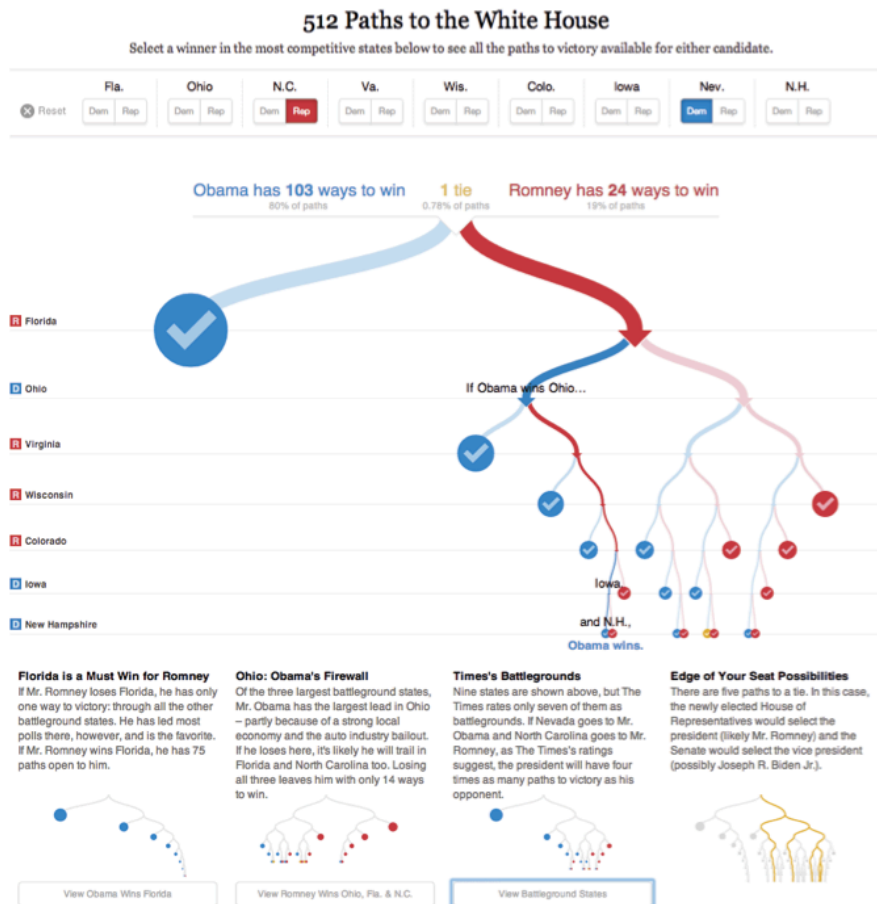 512 Paths to the White House
Select a winner in the most competitive states below to see all the paths to victory available for either candidate.
Fla. Ohio N.C. Va. Wis. Colo. Iowa Nev. N.H.
Reset Dem Rep Dem Rep Dem Rep Dem Rep Dem Rep Dem Rep Dem Rep Dem Rep Dem Rep
Obama has 103 ways to win 1 tie Romney has 24 ways to win
80% of paths 0.78% of paths 19% of paths
R Florida
D Ohio If Obama wins Ohio...
R Virginia
R Wisconsin
R Colorado
D Iowa Iowa
D New Hampshire and N.H.,
Obama wins.
Florida is a Must Win for Romney
If Mr. Romney loses Florida, he has only
one way to victory: through all the other
battleground states. He has led most
polls there, however, and is the favorite.
If Mr. Romney wins Florida, he has 75
paths open to him.
View Obama Wins Florida
Ohio: Obama's Firewall
Of the three largest battleground states,
Mr. Obama has the largest lead in Ohio
– partly because of a strong local
economy and the auto industry bailout.
If he loses here, it's likely he will trail in
Florida and North Carolina too. Losing
all three leaves him with only 14 ways
to win.
View Romney Wins Ohio, Fla. & N.C.
Times's Battlegrounds
Nine states are shown above, but The
Times rates only seven of them as
battlegrounds. If Nevada goes to Mr.
Obama and North Carolina goes to Mr.
Romney, as The Times's ratings
suggest, the president will have four
times as many paths to victory as his
opponent.
View Battleground States
Edge of Your Seat Possibilities
There are five paths to a tie. In this case,
the newly elected House of
Representatives would select the
president (likely Mr. Romney) and the
Senate would select the vice president
(possibly Joseph R. Biden Jr.).